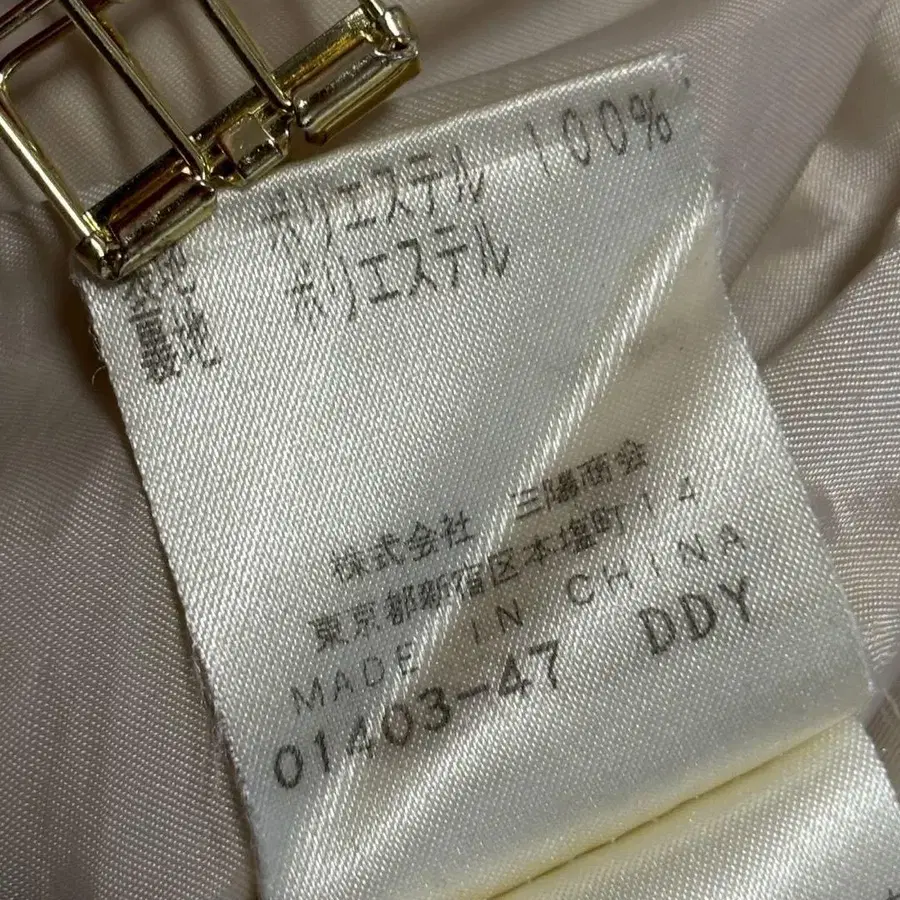 表地 ポリエステル 100%
裏地 ポリエステル
株式会社 三陽商会
東京都新宿区本塩町14
MADE IN CHINA
01403-47 DDY